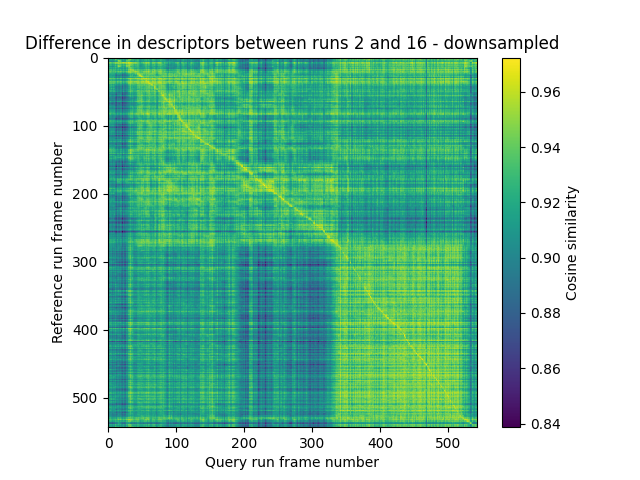 Difference in descriptors between runs 2 and 16 - downsampled
Reference run frame number
0
100
200
300
400
500
0 100 200 300 400 500
Query run frame number
0.96
0.94
0.92
0.90
0.88
0.86
0.84
Cosine similarity